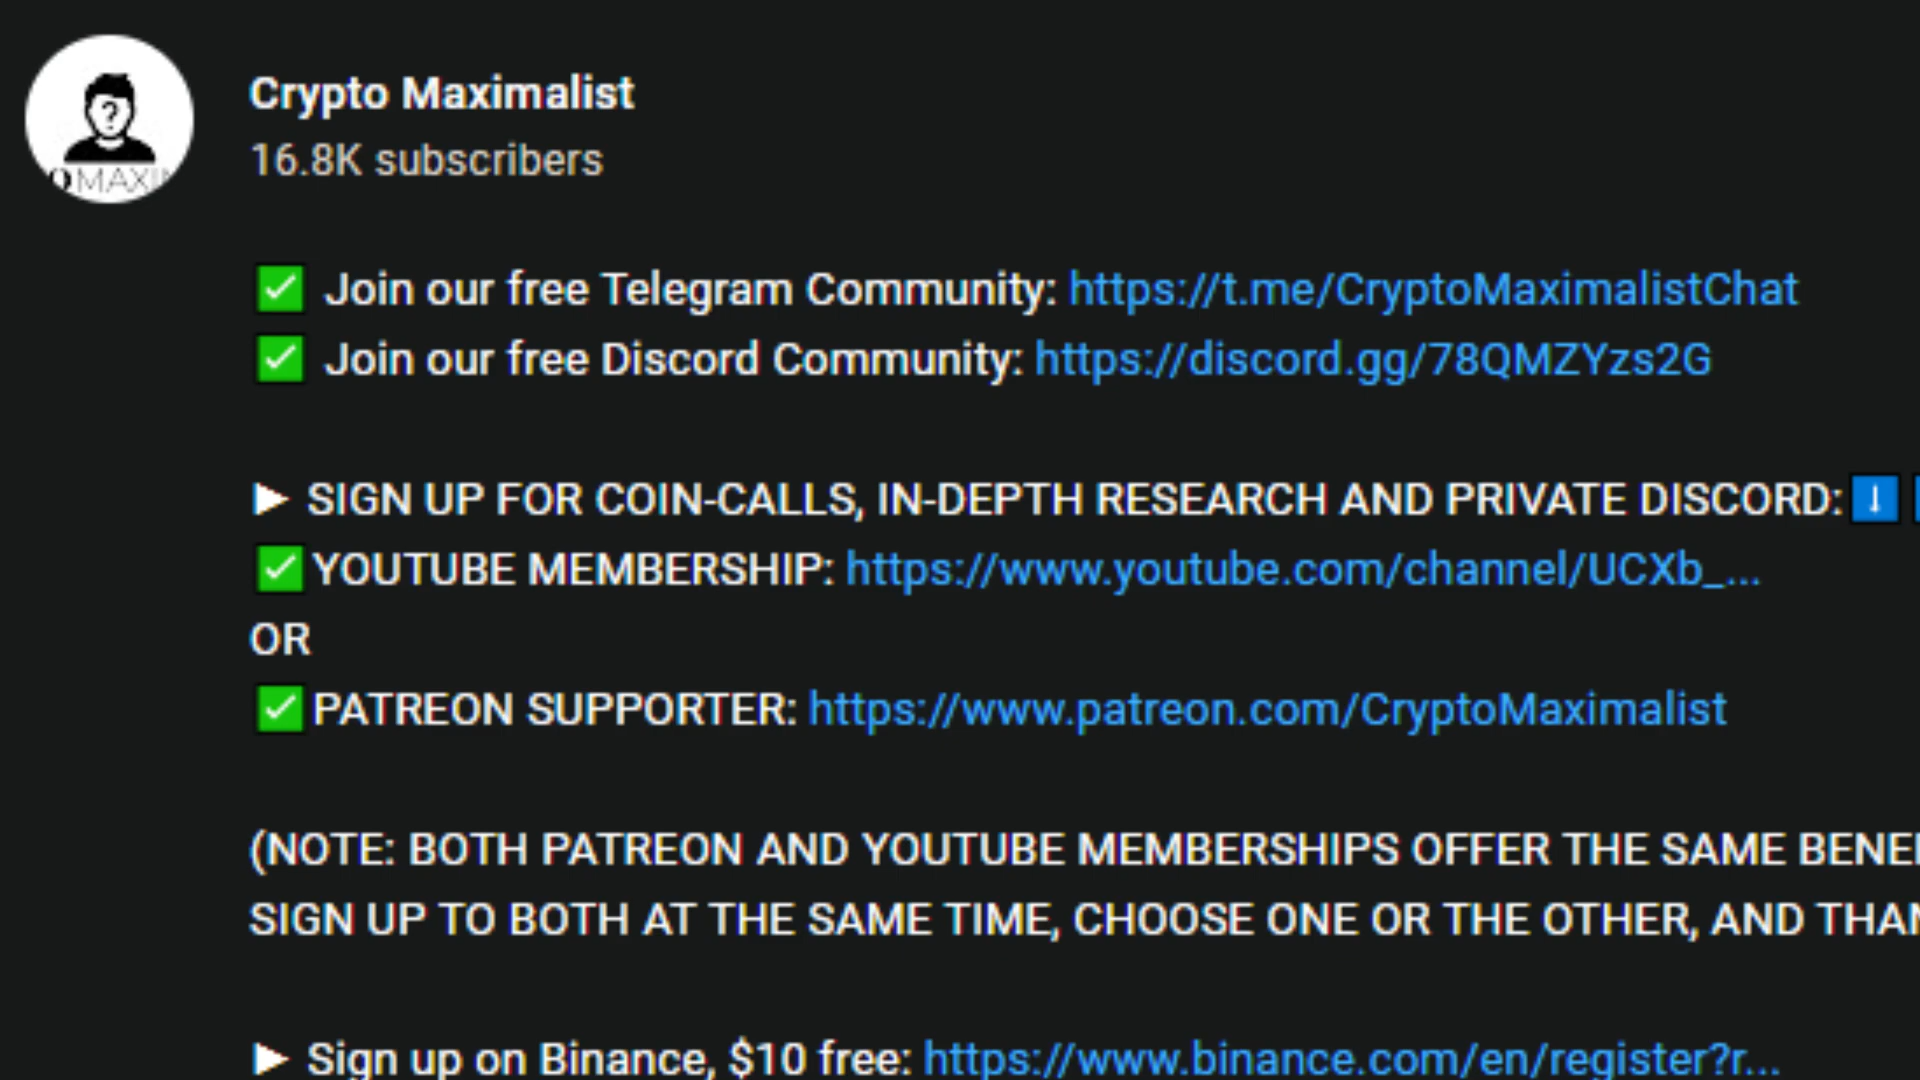 ?
MAXI
Crypto Maximalist
16.8K subscribers
✅ Join our free Telegram Community: https://t.me/CryptoMaximalistChat
✅ Join our free Discord Community: https://discord.gg/78QMZYzs2G
► SIGN UP FOR COIN-CALLS, IN-DEPTH RESEARCH AND PRIVATE DISCORD: ⬇
✅ YOUTUBE MEMBERSHIP: https://www.youtube.com/channel/UCXb_...
OR
✅ PATREON SUPPORTER: https://www.patreon.com/CryptoMaximalist
(NOTE: BOTH PATREON AND YOUTUBE MEMBERSHIPS OFFER THE SAME
SIGN UP TO BOTH AT THE SAME TIME, CHOOSE ONE OR THE OTHER, AND
► Sign up on Binance, $10 free: https://www.binance.com/en/register?r...